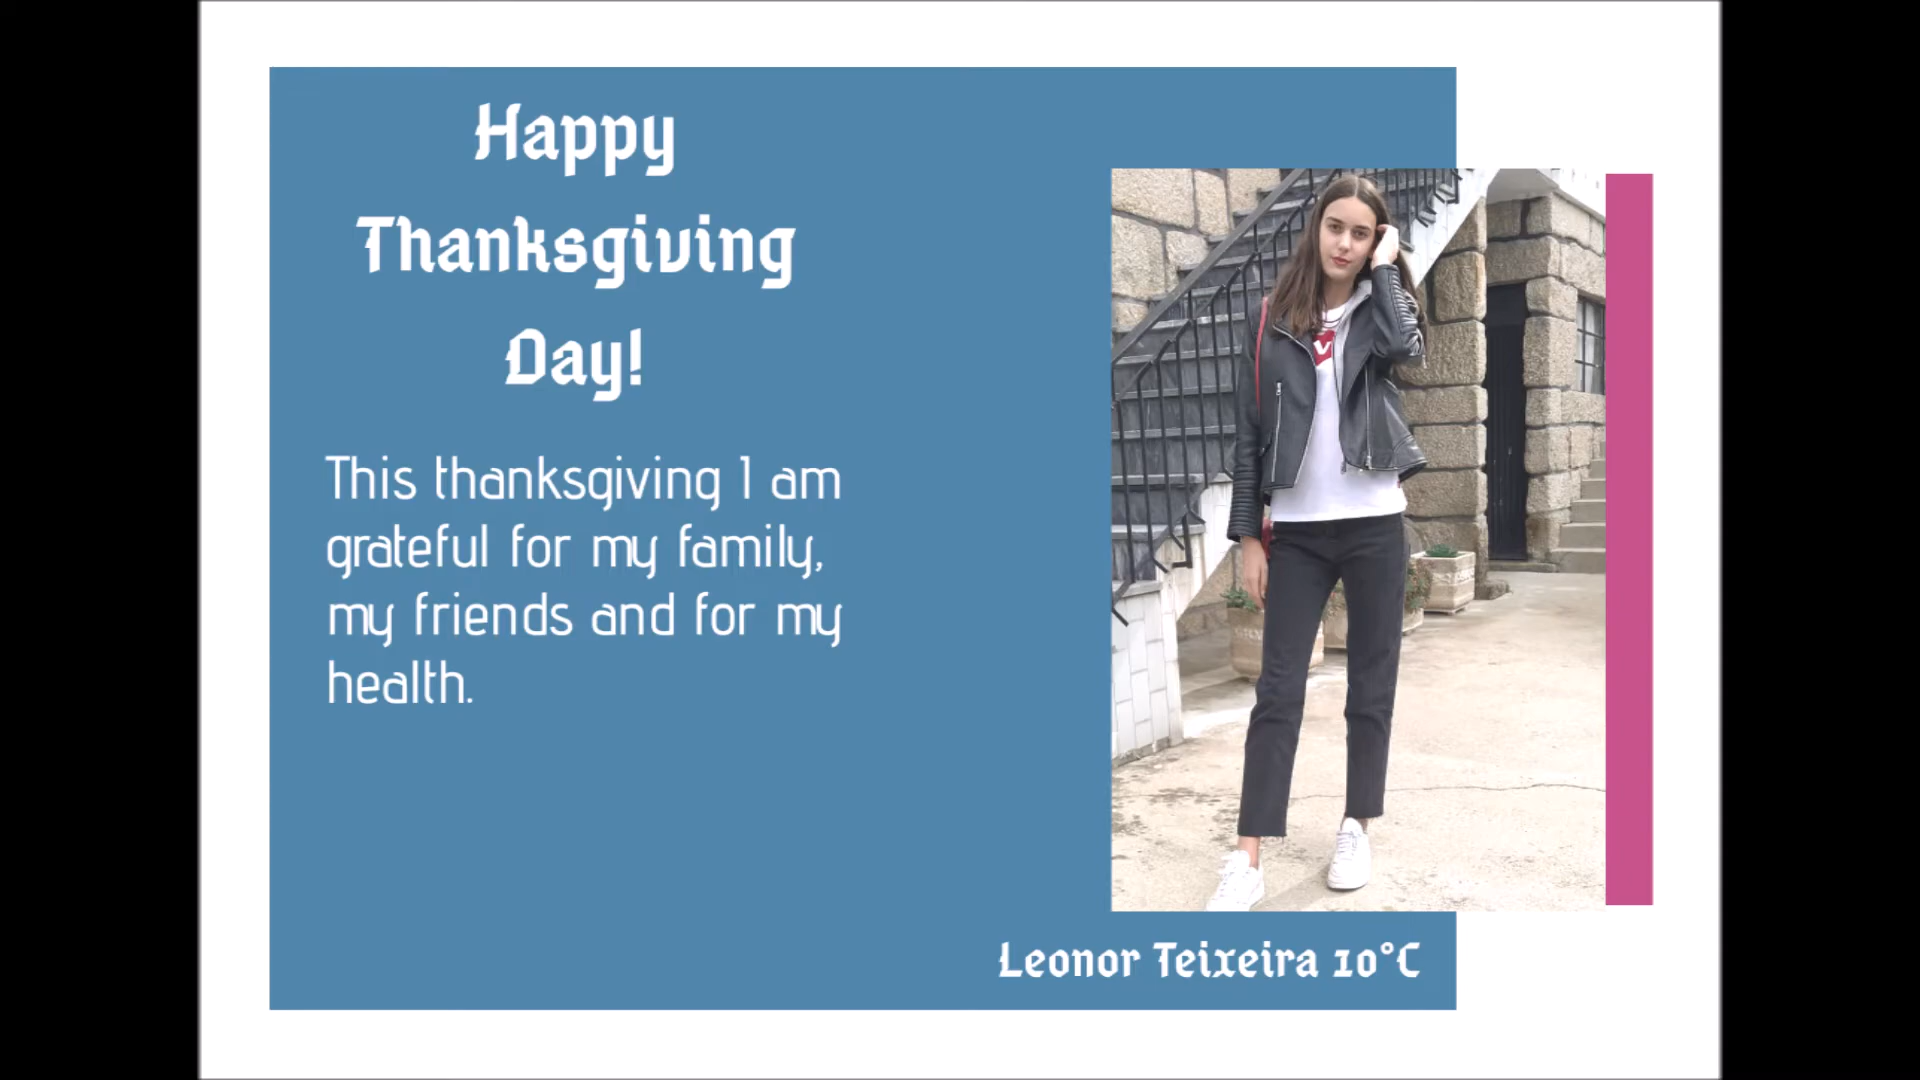 Happy
Thanksgiving
Day!
This thanksgiving I am
grateful for my family,
my friends and for my
health.
Leonor Teixeira 10°C